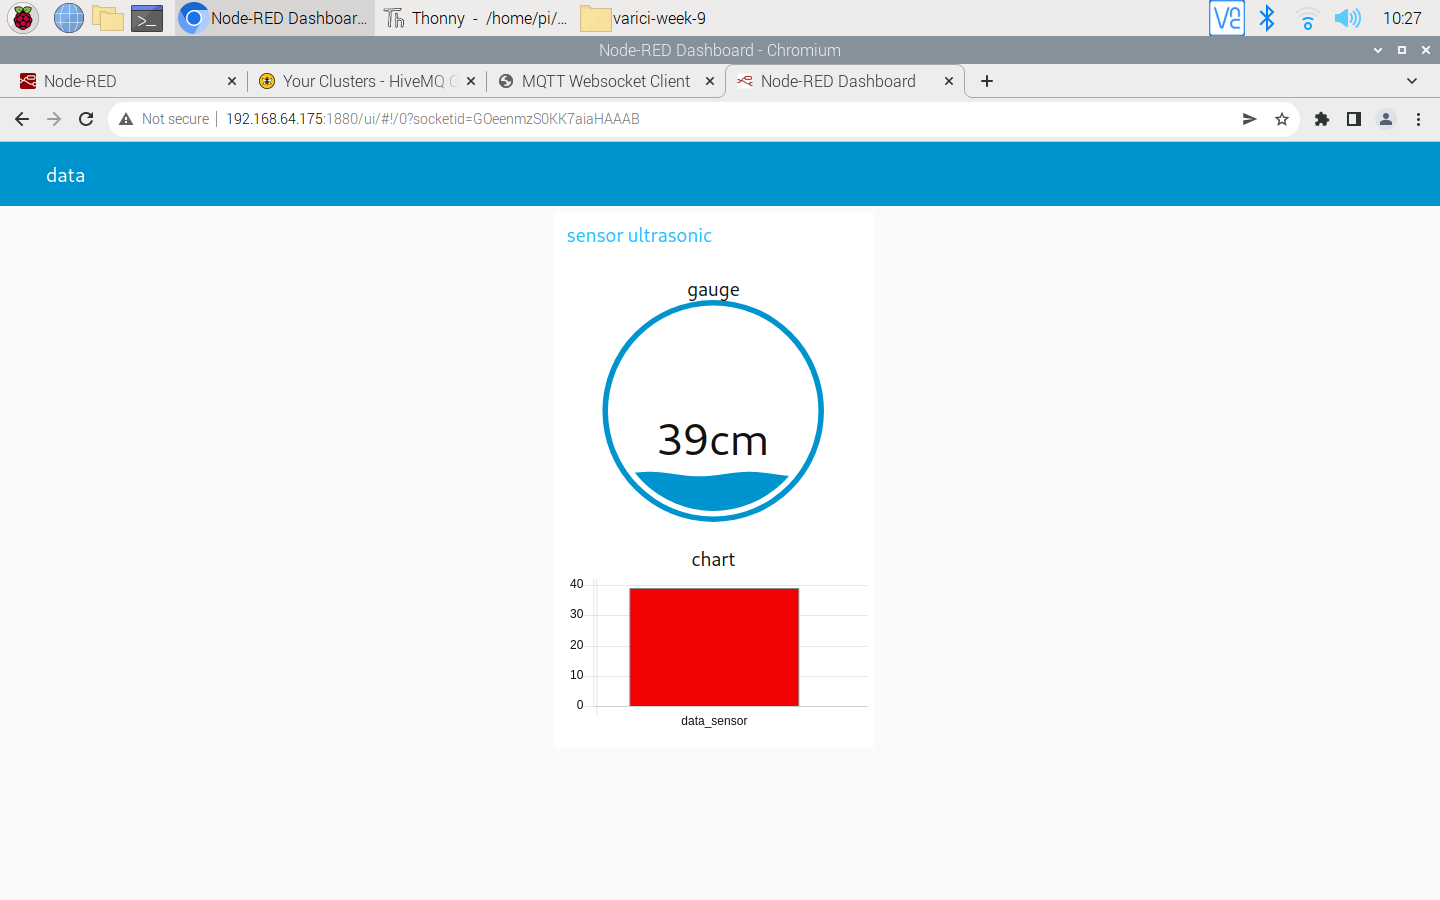 Node-RED Dashboar...
Thonny - /home/pi/...
varici-week-9
10:27
Node-RED Dashboard - Chromium
Node-RED
Your Clusters - HiveMQ C
MQTT Websocket Client
Node-RED Dashboard
Not secure
192.168.64.175:1880/ui/#!/0?socketid=GOeenmzS0KK7aiaHAAAB
data
sensor ultrasonic
gauge
39cm
chart
40
30
20
10
0
data_sensor